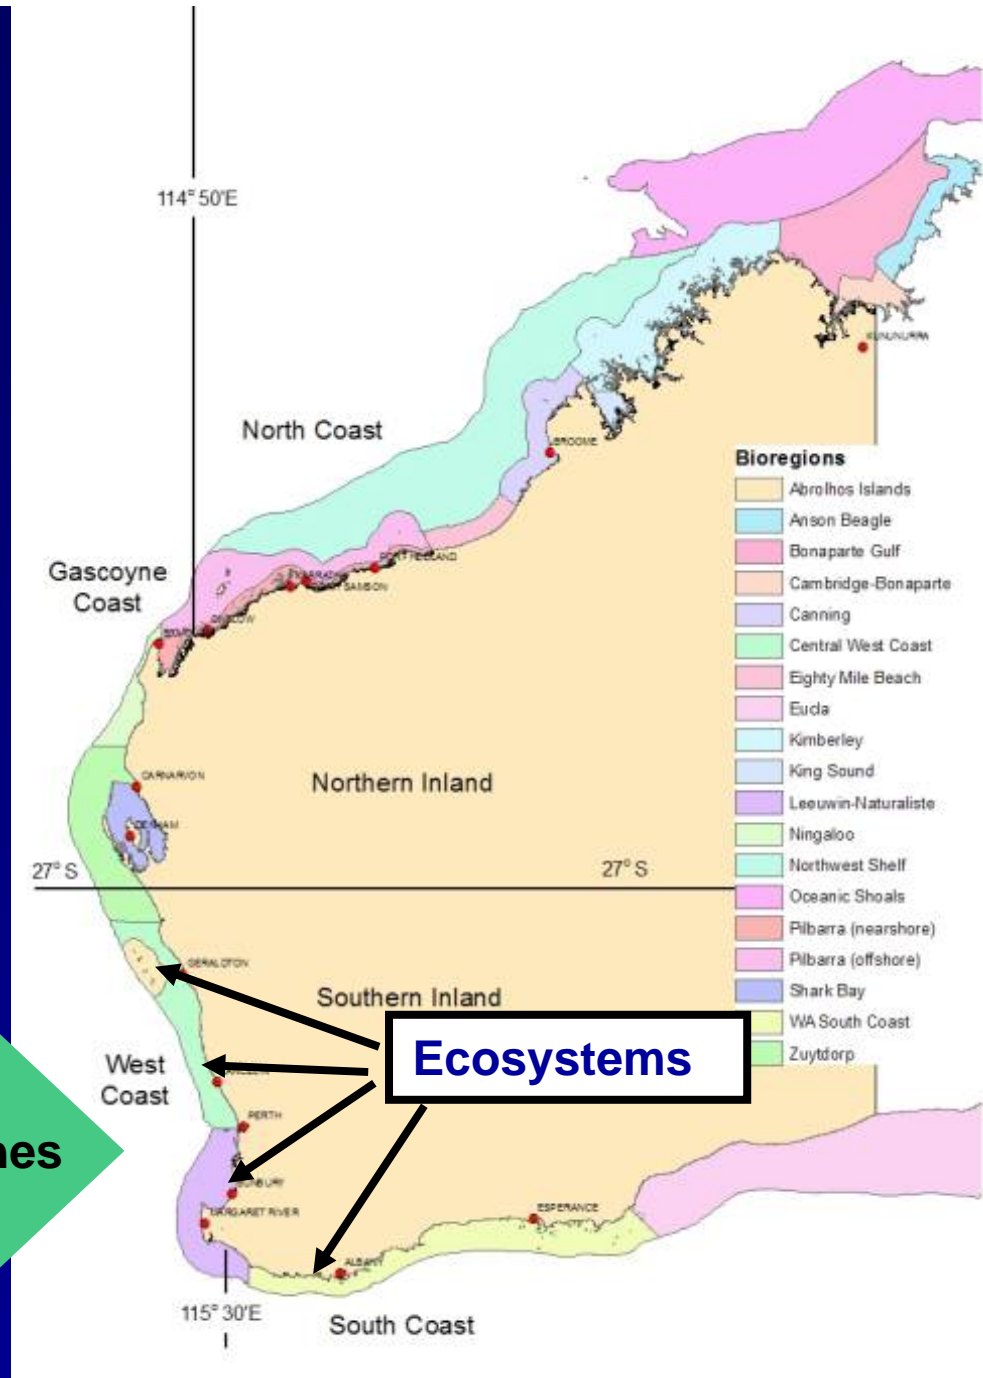 114° 50'E
North Coast
KUNUNURRA
BROOME
Bioregions
Abrolhos Islands
Anson Beagle
Bonaparte Gulf
Cambridge-Bonaparte
Canning
Central West Coast
Eighty Mile Beach
Eucla
Kimberley
King Sound
Leeuwin-Naturaliste
Ningaloo
Northwest Shelf
Oceanic Shoals
Pilbarra (nearshore)
Pilbarra (offshore)
Shark Bay
WA South Coast
Zuytdorp
Gascoyne
Coast
PORT HEDLAND
SAMSON
CARNARVON
Northern Inland
DENHAM
27° S
27° S
GERALDTON
Southern Inland
Ecosystems
West
Coast
PERTH
nes
BUNBURY
MARGARET RIVER
ESPERANCE
ALBANY
115° 30'E
South Coast